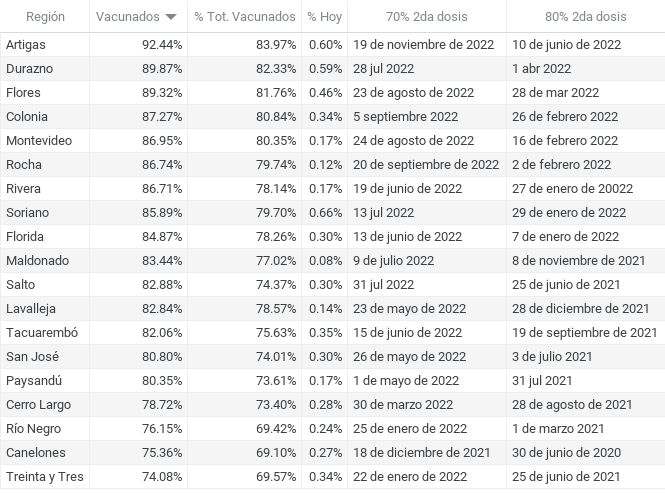 Región Vacunados % Tot. Vacunados % Hoy 70% 2da dosis 80% 2da dosis
Artigas 92.44% 83.97% 0.60% 19 de noviembre de 2022 10 de junio de 2022
Durazno 89.87% 82.33% 0.59% 28 jul 2022 1 abr 2022
Flores 89.32% 81.76% 0.46% 23 de agosto de 2022 28 de mar 2022
Colonia 87.27% 80.84% 0.34% 5 septiembre 2022 26 de febrero 2022
Montevideo 86.95% 80.35% 0.17% 24 de agosto de 2022 16 de febrero 2022
Rocha 86.74% 79.74% 0.12% 20 de septiembre de 2022 2 de febrero 2022
Rivera 86.71% 78.14% 0.17% 19 de junio de 2022 27 de enero de 20022
Soriano 85.89% 79.70% 0.66% 13 jul 2022 29 de enero de 2022
Florida 84.87% 78.26% 0.30% 13 de junio de 2022 7 de enero de 2022
Maldonado 83.44% 77.02% 0.08% 9 de julio 2022 8 de noviembre de 2021
Salto 82.88% 74.37% 0.30% 31 jul 2022 25 de junio de 2021
Lavalleja 82.84% 78.57% 0.14% 23 de mayo de 2022 28 de diciembre de 2021
Tacuarembó 82.06% 75.63% 0.35% 15 de junio de 2022 19 de septiembre de 2021
San José 80.80% 74.01% 0.30% 26 de mayo de 2022 3 de julio 2021
Paysandú 80.35% 73.61% 0.17% 1 de mayo de 2022 31 jul 2021
Cerro Largo 78.72% 73.40% 0.28% 30 de marzo 2022 28 de agosto de 2021
Río Negro 76.15% 69.42% 0.24% 25 de enero de 2022 1 de marzo 2021
Canelones 75.36% 69.10% 0.27% 18 de diciembre de 2021 30 de junio de 2020
Treinta y Tres 74.08% 69.57% 0.34% 22 de enero de 2022 25 de junio de 2021